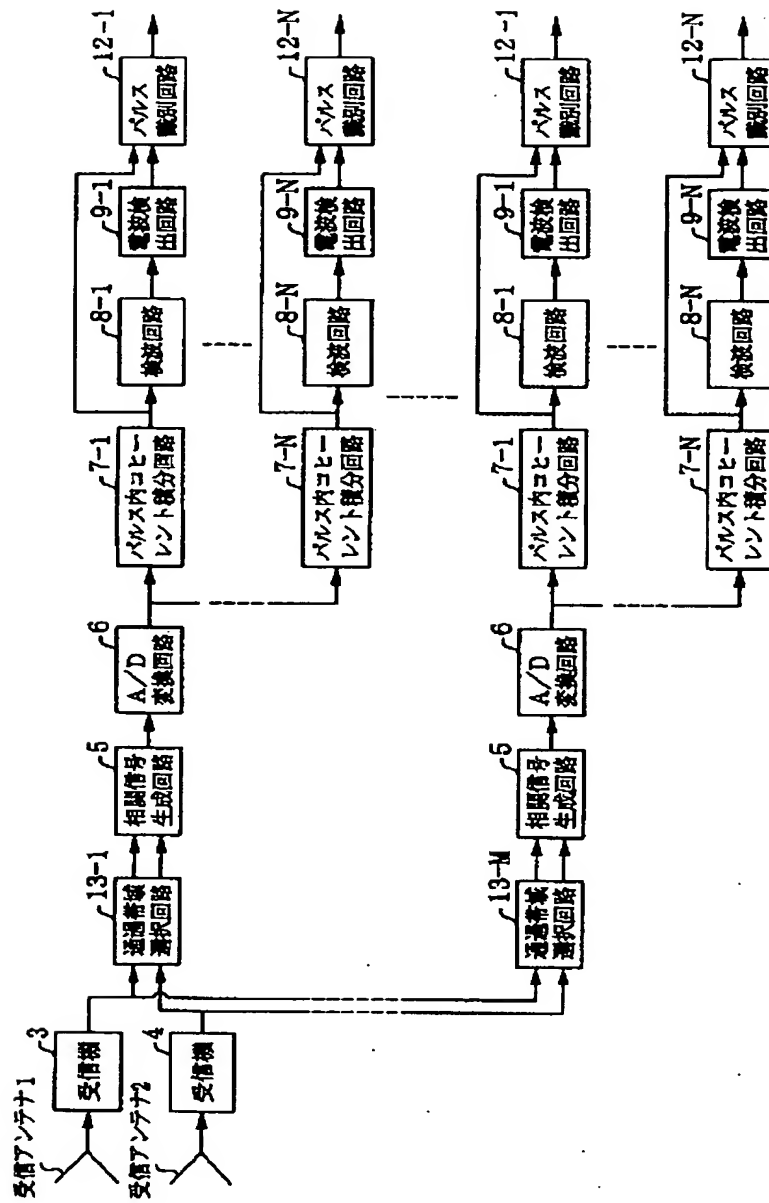 受信アンテナ1
3
受信機
受信アンテナ2
4
受信機
13-1
通過帯域
選択回路
5
相関信号
生成回路
6
A/D
変換回路
7-1
パルス内コヒー
レント積分回路
8-1
検波回路
9-1
電波検
出回路
12-1
パルス
識別回路
7-N
パルス内コヒー
レント積分回路
8-N
検波回路
9-N
電波検
出回路
12-N
パルス
識別回路
13-M
通過帯域
選択回路
5
相関信号
生成回路
6
A/D
変換回路
7-1
パルス内コヒー
レント積分回路
8-1
検波回路
9-1
電波検
出回路
12-1
パルス
識別回路
7-N
パルス内コヒー
レント積分回路
8-N
検波回路
9-N
電波検
出回路
12-N
パルス
識別回路